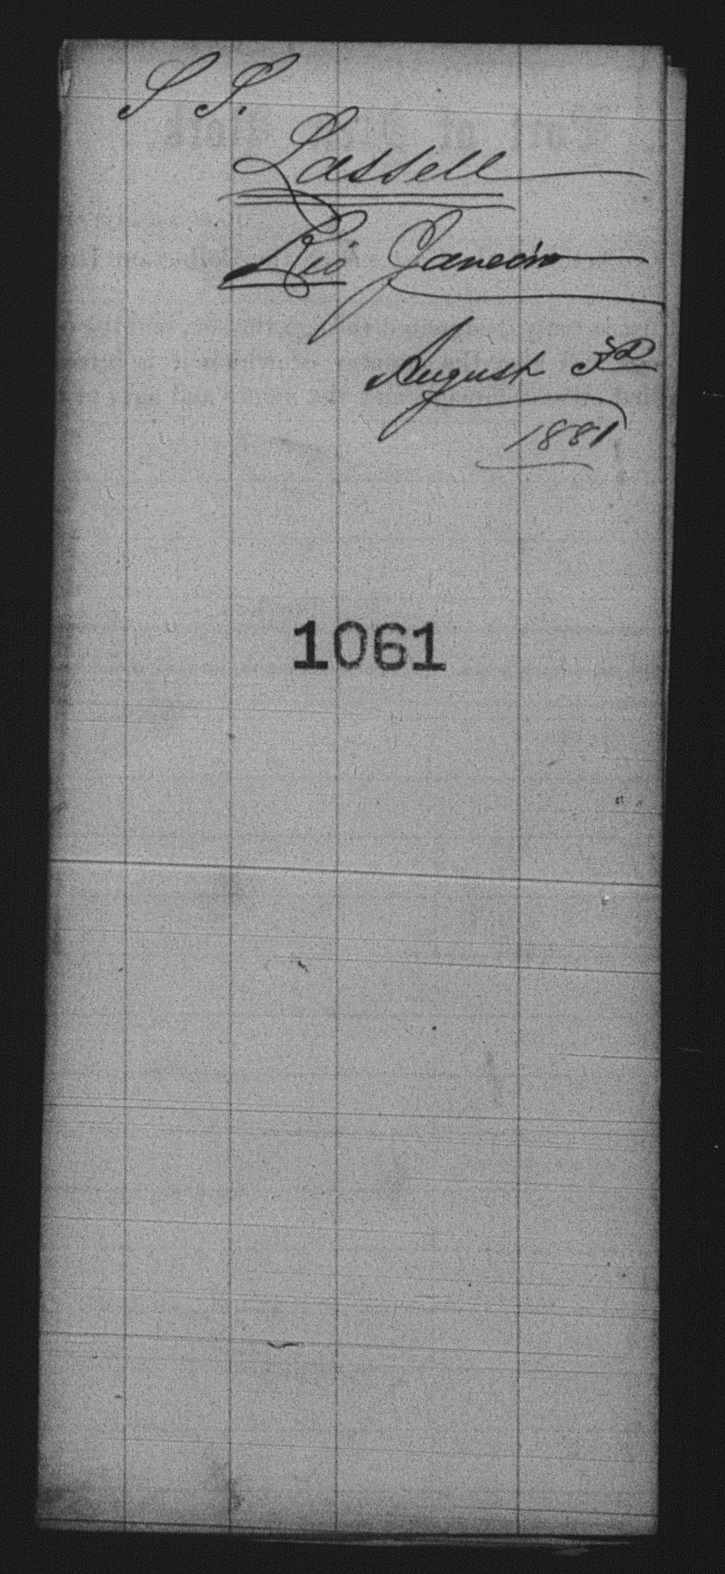 S S.
Lassell
Rio Janeiro
August 3d
1881
1061